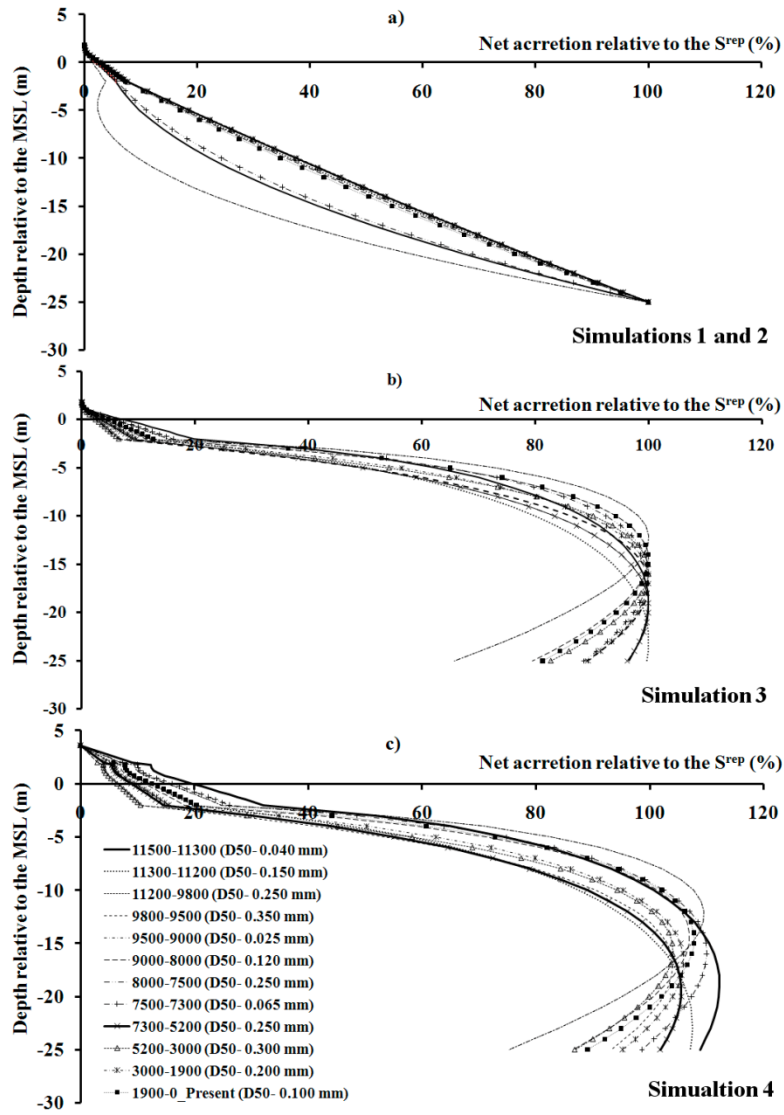 a)
Net acrretion relative to the S^rep (%)
0 20 40 60 80 100 120
5
0
-5
-10
-15
-20
-25
-30
Depth relative to the MSL (m)
Simulations 1 and 2
b)
Net acrretion relative to the S^rep (%)
0 20 40 60 80 100 120
5
0
-5
-10
-15
-20
-25
-30
Depth relative to the MSL (m)
Simulation 3
c)
Net acrretion relative to the S^rep (%)
0 20 40 60 80 100 120
5
0
-5
-10
-15
-20
-25
-30
Depth relative to the MSL (m)
11500-11300 (D50- 0.040 mm)
11300-11200 (D50- 0.150 mm)
11200-9800 (D50- 0.250 mm)
9800-9500 (D50- 0.350 mm)
9500-9000 (D50- 0.025 mm)
9000-8000 (D50- 0.120 mm)
8000-7500 (D50- 0.250 mm)
7500-7300 (D50- 0.065 mm)
7300-5200 (D50- 0.250 mm)
5200-3000 (D50- 0.300 mm)
3000-1900 (D50- 0.200 mm)
1900-0_Present (D50- 0.100 mm)
Simualtion 4